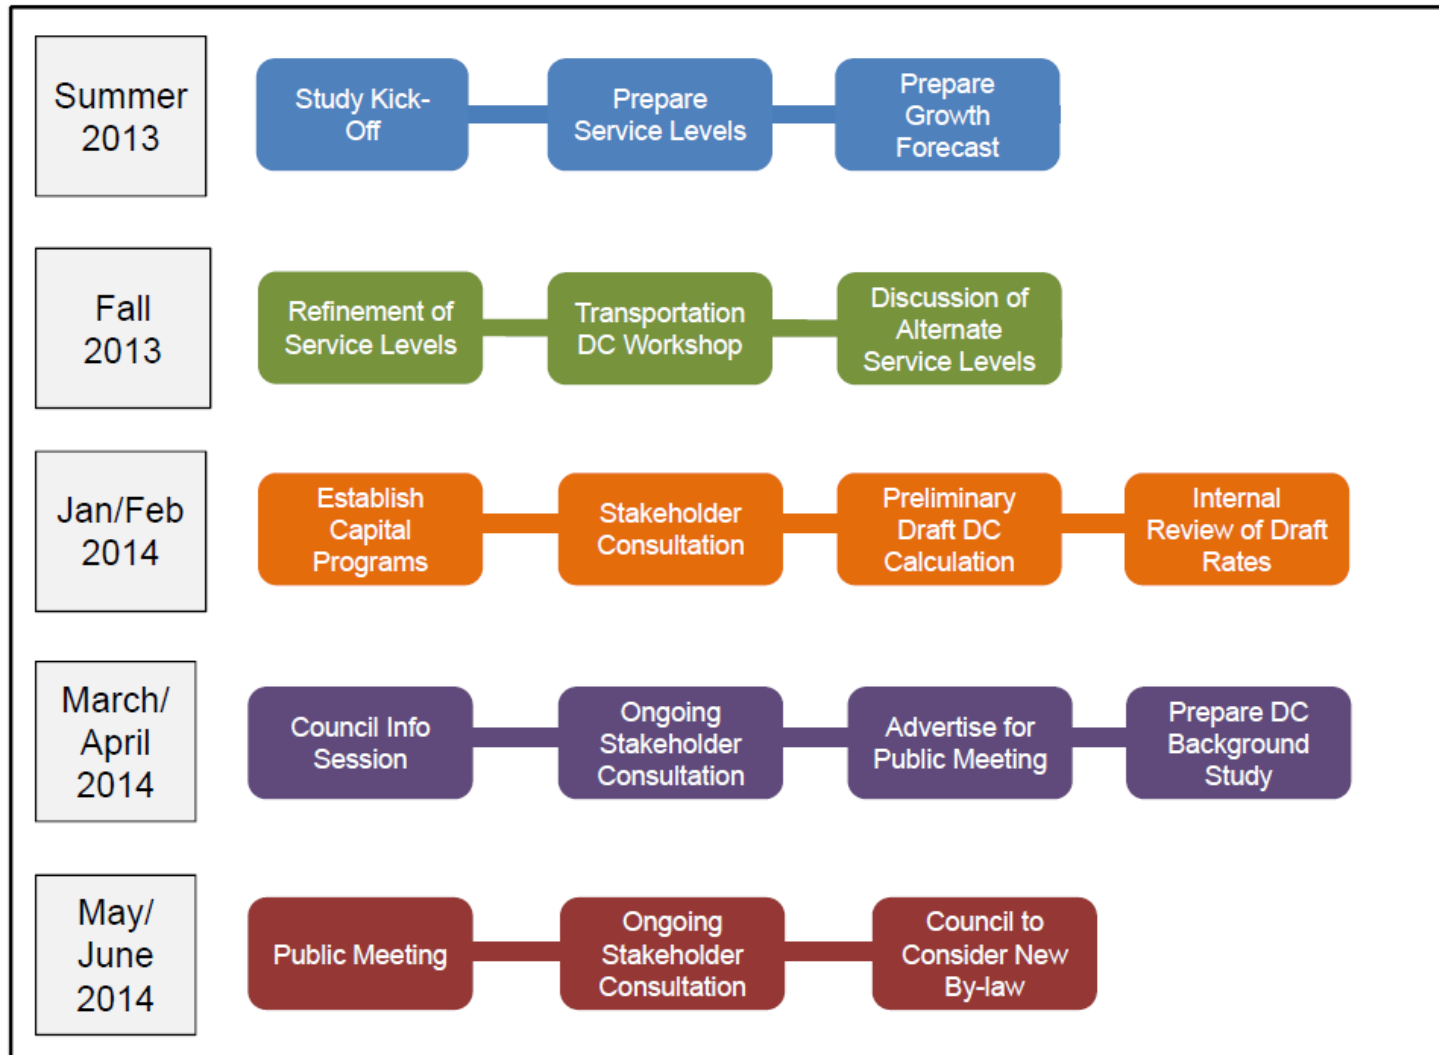 Summer
2013
Study Kick-
Off
Prepare
Service Levels
Prepare
Growth
Forecast
Fall
2013
Refinement of
Service Levels
Transportation
DC Workshop
Discussion of
Alternate
Service Levels
Jan/Feb
2014
Establish
Capital
Programs
Stakeholder
Consultation
Preliminary
Draft DC
Calculation
Internal
Review of Draft
Rates
March/
April
2014
Council Info
Session
Ongoing
Stakeholder
Consultation
Advertise for
Public Meeting
Prepare DC
Background
Study
May/
June
2014
Public Meeting
Ongoing
Stakeholder
Consultation
Council to
Consider New
By-law